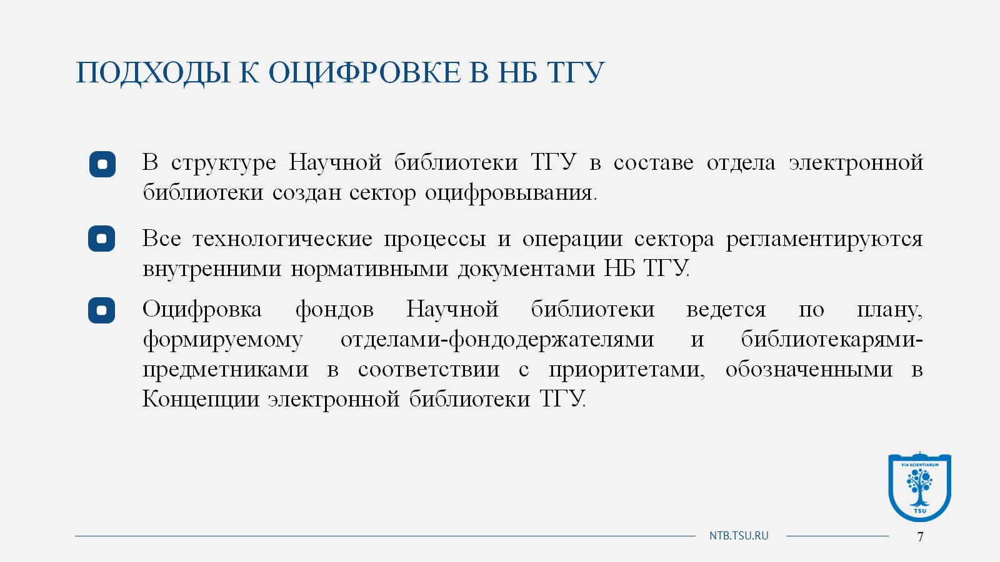 ПОДХОДЫ К ОЦИФРОВКЕ В НБ ТГУ
В структуре Научной библиотеки ТГУ в составе отдела электронной
библиотеки создан сектор оцифровывания.
Все технологические процессы и операции сектора регламентируются
внутренними нормативными документами НБ ТГУ.
Оцифровка фондов Научной библиотеки ведется по плану,
формируемому отделами-фондодержателями и библиотекарями-
предметниками в соответствии с приоритетами, обозначенными в
Концепции электронной библиотеки ТГУ.
VIA SCIENTIARUM
TSU
NTB.TSU.RU
7